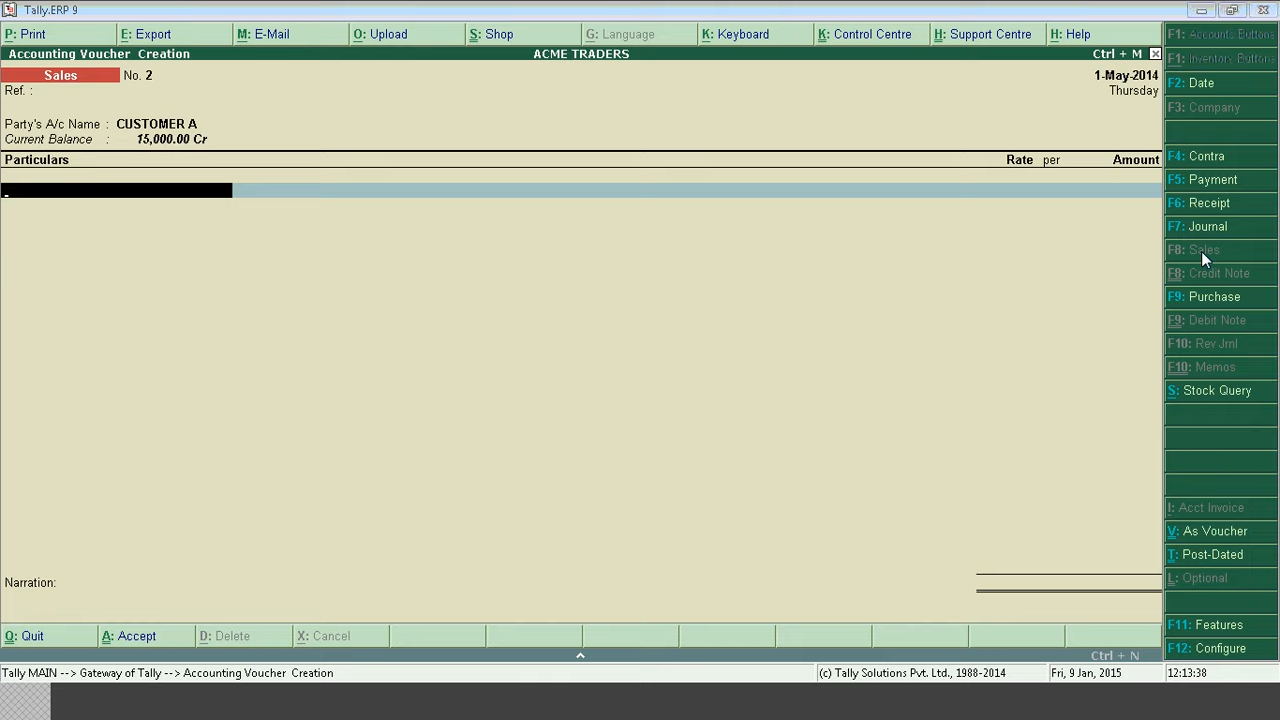 Tally.ERP 9
P: Print E: Export M: E-Mail O: Upload S: Shop G: Language K: Keyboard K: Control Centre H: Support Centre H: Help
Accounting Voucher Creation ACME TRADERS Ctrl + M
Sales No. 2 1-May-2014
Ref. : Thursday
Party's A/c Name : CUSTOMER A
Current Balance : 15,000.00 Cr
Particulars Rate per Amount
Narration:
F1: Accounts Buttons
F1: Inventory Buttons
F2: Date
F3: Company
F4: Contra
F5: Payment
F6: Receipt
F7: Journal
F8: Sales
F8: Credit Note
F9: Purchase
F9: Debit Note
F10: Rev Jrnl
F10: Memos
S: Stock Query
I: Acct Invoice
V: As Voucher
T: Post-Dated
L: Optional
F11: Features
F12: Configure
Q: Quit A: Accept D: Delete X: Cancel
Ctrl + N
Tally MAIN --> Gateway of Tally --> Accounting Voucher Creation (c) Tally Solutions Pvt. Ltd., 1988-2014 Fri, 9 Jan, 2015 12:13:38